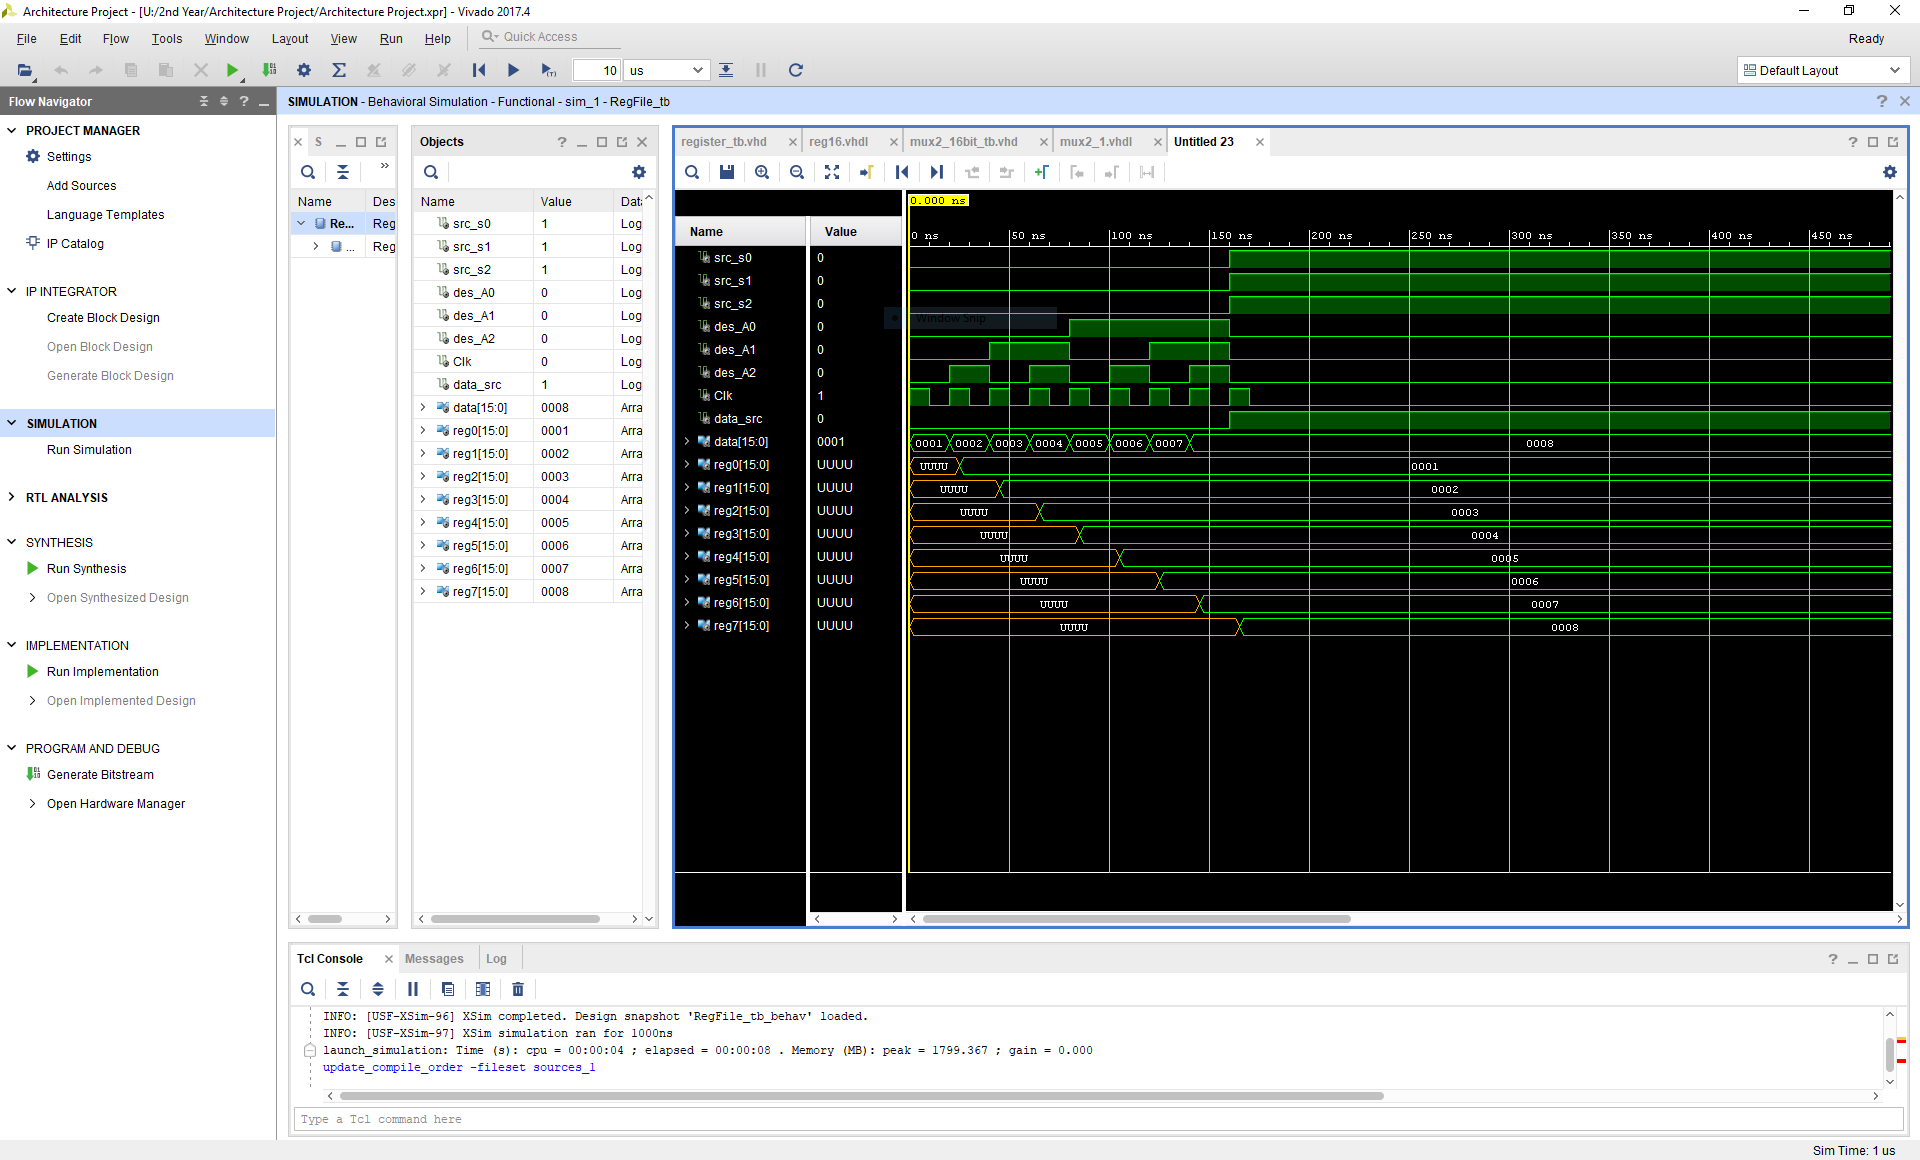 Architecture Project - [U:/2nd Year/Architecture Project/Architecture Project.xpr] - Vivado 2017.4
File Edit Flow Tools Window Layout View Run Help Quick Access Ready
10 us Default Layout
Flow Navigator
SIMULATION - Behavioral Simulation - Functional - sim_1 - RegFile_tb
PROJECT MANAGER
Settings
Add Sources
Language Templates
IP Catalog
IP INTEGRATOR
Create Block Design
Open Block Design
Generate Block Design
SIMULATION
Run Simulation
RTL ANALYSIS
SYNTHESIS
Run Synthesis
Open Synthesized Design
IMPLEMENTATION
Run Implementation
Open Implemented Design
PROGRAM AND DEBUG
Generate Bitstream
Open Hardware Manager
S
Name Des
Re... Reg
... Reg
Objects
Name Value Data
src_s0 1 Log
src_s1 1 Log
src_s2 1 Log
des_A0 0 Log
des_A1 0 Log
des_A2 0 Log
Clk 0 Log
data_src 1 Log
data[15:0] 0008 Arra
reg0[15:0] 0001 Arra
reg1[15:0] 0002 Arra
reg2[15:0] 0003 Arra
reg3[15:0] 0004 Arra
reg4[15:0] 0005 Arra
reg5[15:0] 0006 Arra
reg6[15:0] 0007 Arra
reg7[15:0] 0008 Arra
register_tb.vhd reg16.vhdl mux2_16bit_tb.vhd mux2_1.vhdl Untitled 23
0.000 ns
Name Value
0 ns 50 ns 100 ns 150 ns 200 ns 250 ns 300 ns 350 ns 400 ns 450 ns
src_s0 0
src_s1 0
src_s2 0
Window Snip
des_A0 0
des_A1 0
des_A2 0
Clk 1
data_src 0
data[15:0] 0001 0001 0002 0003 0004 0005 0006 0007 0008
reg0[15:0] UUUU UUUU 0001
reg1[15:0] UUUU UUUU 0002
reg2[15:0] UUUU UUUU 0003
reg3[15:0] UUUU UUUU 0004
reg4[15:0] UUUU UUUU 0005
reg5[15:0] UUUU UUUU 0006
reg6[15:0] UUUU UUUU 0007
reg7[15:0] UUUU UUUU 0008
Tcl Console Messages Log
INFO: [USF-XSim-96] XSim completed. Design snapshot 'RegFile_tb_behav' loaded.
INFO: [USF-XSim-97] XSim simulation ran for 1000ns
launch_simulation: Time (s): cpu = 00:00:04 ; elapsed = 00:00:08 . Memory (MB): peak = 1799.367 ; gain = 0.000
update_compile_order -fileset sources_1
Type a Tcl command here
Sim Time: 1 us